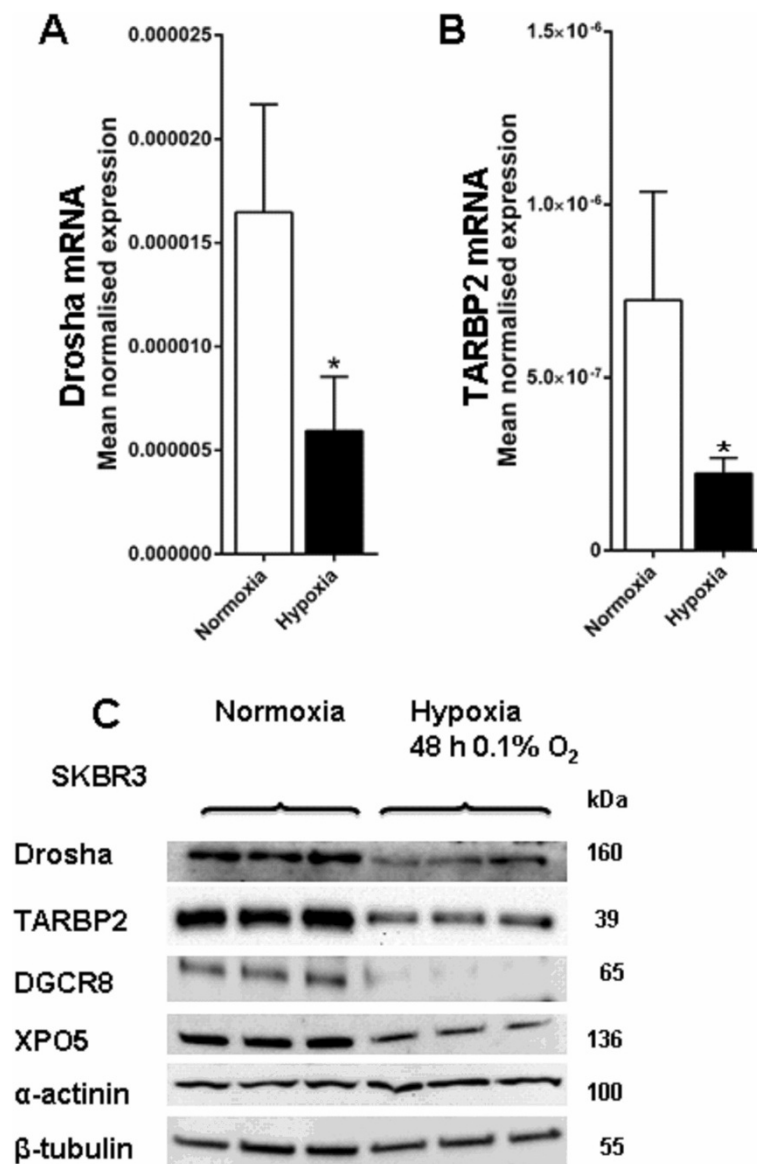 A
Drosha mRNA
Mean normalised expression
0.000025
0.000020
0.000015
0.000010
0.000005
0.000000
*
Normoxia
Hypoxia
B
TARBP2 mRNA
Mean normalised expression
1.5×10⁻⁶
1.0×10⁻⁶
5.0×10⁻⁷
0
*
Normoxia
Hypoxia
C
Normoxia
Hypoxia
48 h 0.1% O₂
SKBR3
kDa
Drosha 160
TARBP2 39
DGCR8 65
XPO5 136
α-actinin 100
β-tubulin 55